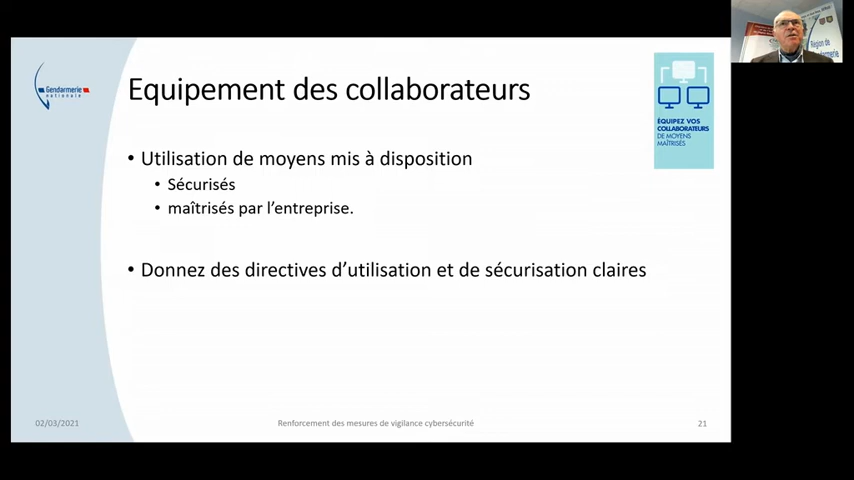 Gendarmerie
nationale
Equipement des collaborateurs
ÉQUIPEZ VOS
COLLABORATEURS
DE MOYENS
MAÎTRISÉS
• Utilisation de moyens mis à disposition
• Sécurisés
• maîtrisés par l’entreprise.
• Donnez des directives d’utilisation et de sécurisation claires
02/03/2021
Renforcement des mesures de vigilance cybersécurité
21
Région de